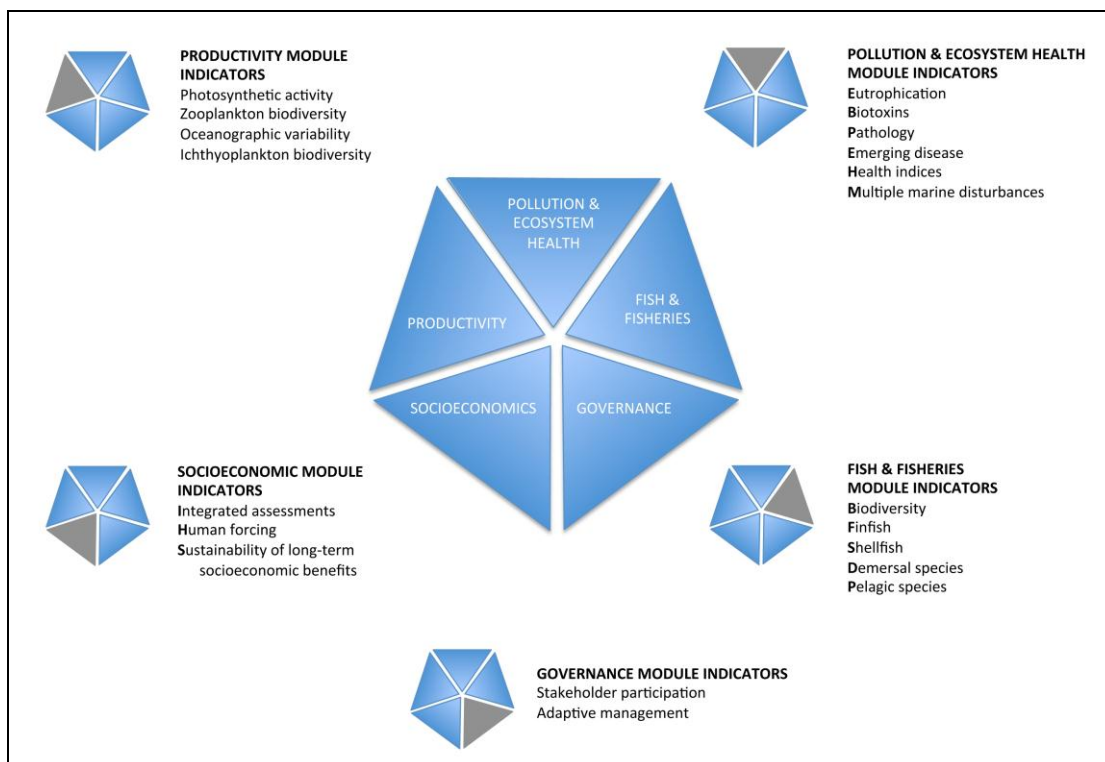 PRODUCTIVITY MODULE
INDICATORS
Photosynthetic activity
Zooplankton biodiversity
Oceanographic variability
Ichthyoplankton biodiversity
POLLUTION & ECOSYSTEM HEALTH
MODULE INDICATORS
Eutrophication
Biotoxins
Pathology
Emerging disease
Health indices
Multiple marine disturbances
POLLUTION &
ECOSYSTEM
HEALTH
FISH &
FISHERIES
PRODUCTIVITY
SOCIOECONOMICS
GOVERNANCE
SOCIOECONOMIC MODULE
INDICATORS
Integrated assessments
Human forcing
Sustainability of long-term
socioeconomic benefits
FISH & FISHERIES
MODULE INDICATORS
Biodiversity
Finfish
Shellfish
Demersal species
Pelagic species
GOVERNANCE MODULE INDICATORS
Stakeholder participation
Adaptive management